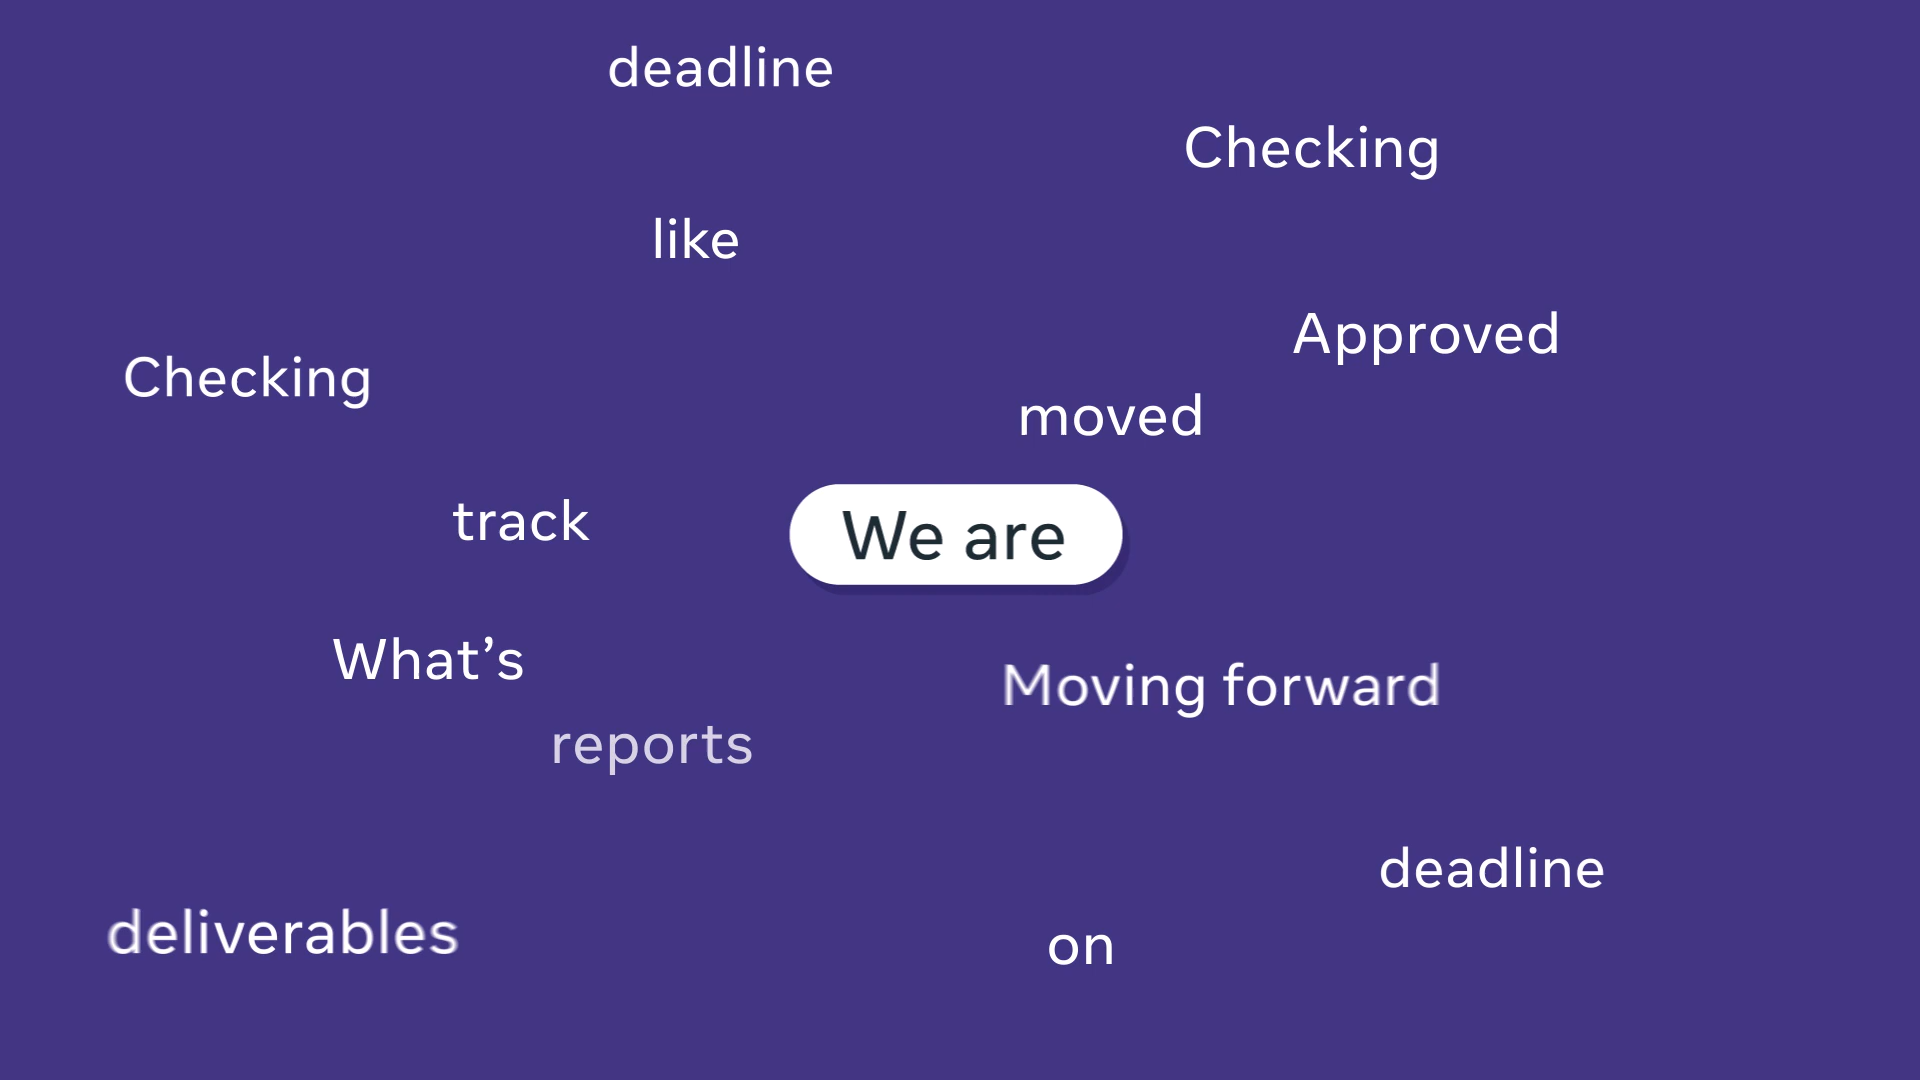 deadline
Checking
like
Approved
Checking
moved
track
We are
What’s
Moving forward
reports
deadline
deliverables
on